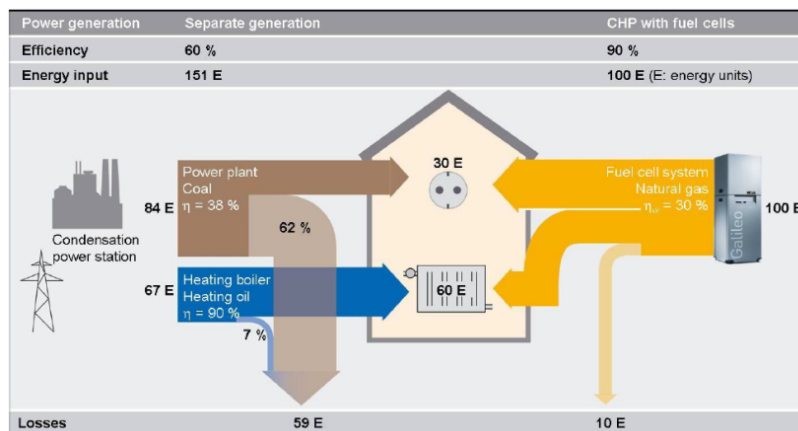 Power generation Separate generation CHP with fuel cells
Efficiency 60 % 90 %
Energy input 151 E 100 E (E: energy units)
30 E
Power plant
Coal
η = 38 %
Fuel cell system
Natural gas
ηel = 30 %
84 E
62 %
100 E
Galileo
Condensation
power station
Heating boiler
Heating oil
η = 90 %
67 E
60 E
7 %
Losses 59 E 10 E